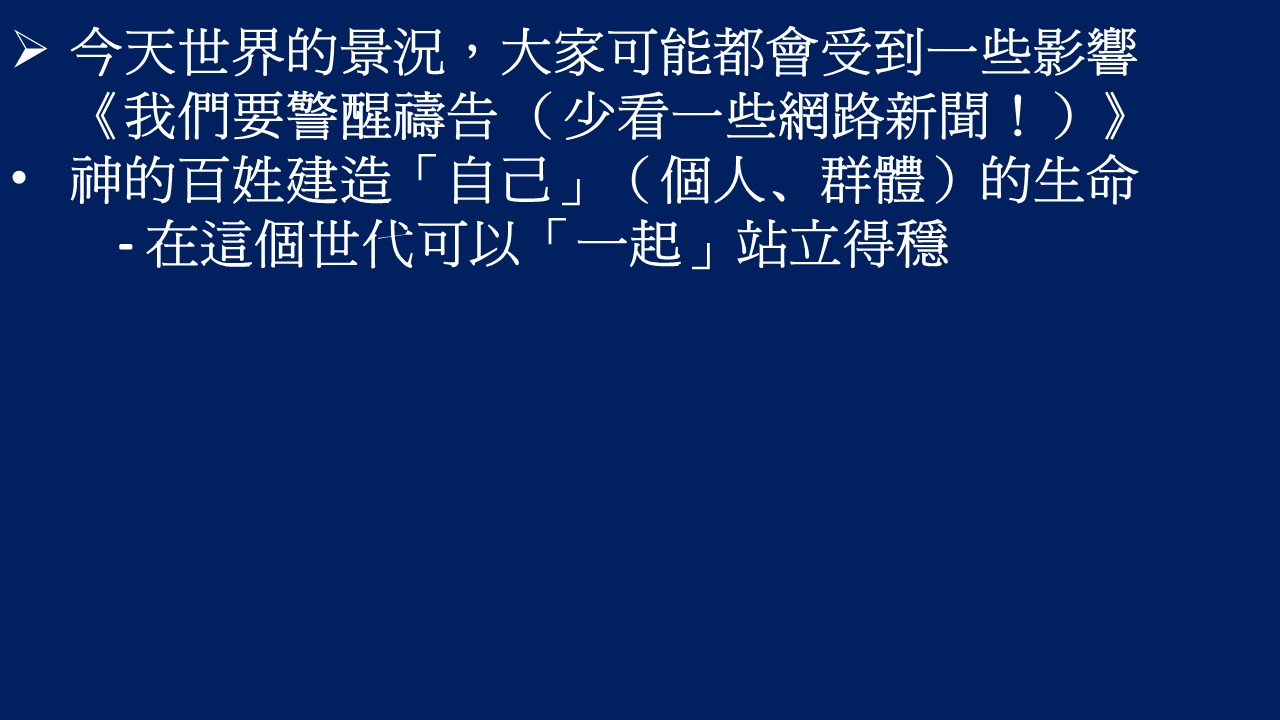 ➢ 今天世界的景況，大家可能都會受到一些影響
《我們要警醒禱告（少看一些網路新聞！）》
• 神的百姓建造「自己」（個人、群體）的生命
- 在這個世代可以「一起」站立得穩